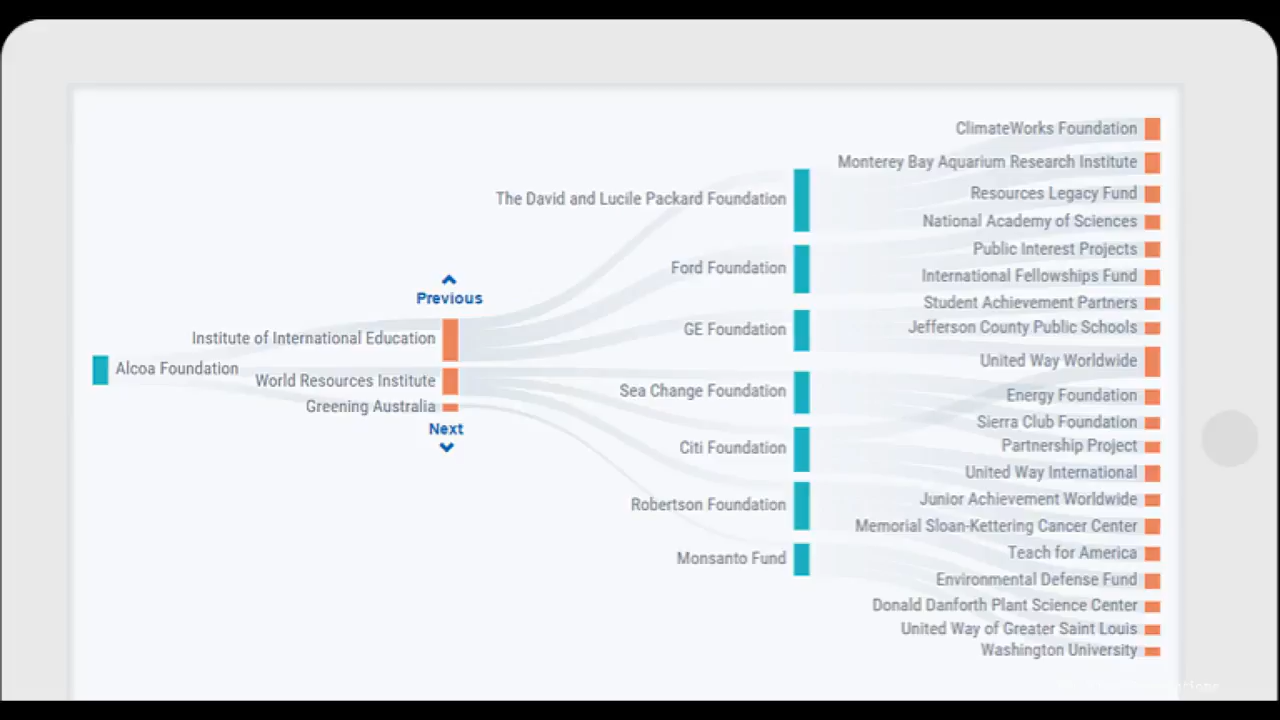 ClimateWorks Foundation
Monterey Bay Aquarium Research Institute
Resources Legacy Fund
The David and Lucile Packard Foundation
National Academy of Sciences
Public Interest Projects
Ford Foundation
International Fellowships Fund
Previous
Student Achievement Partners
Jefferson County Public Schools
GE Foundation
Institute of International Education
United Way Worldwide
Alcoa Foundation
World Resources Institute
Sea Change Foundation
Energy Foundation
Greening Australia
Sierra Club Foundation
Next
Partnership Project
Citi Foundation
United Way International
Junior Achievement Worldwide
Robertson Foundation
Memorial Sloan-Kettering Cancer Center
Teach for America
Monsanto Fund
Environmental Defense Fund
Donald Danforth Plant Science Center
United Way of Greater Saint Louis
Washington University